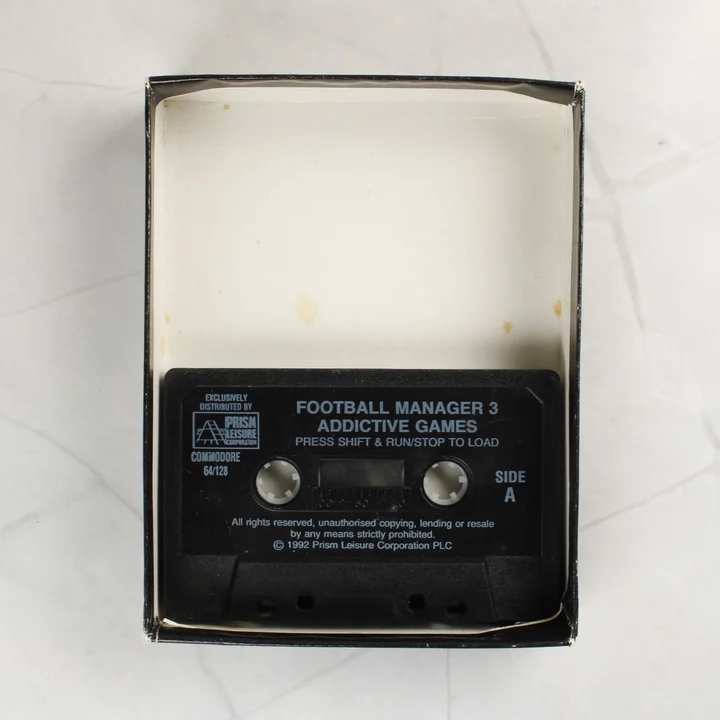 EXCLUSIVELY
DISTRIBUTED BY
PRISM
LEISURE
CORPORATION
COMMODORE
64/128
FOOTBALL MANAGER 3
ADDICTIVE GAMES
PRESS SHIFT & RUN/STOP TO LOAD
SIDE
A
All rights reserved, unauthorised copying, lending or resale
by any means strictly prohibited.
© 1992 Prism Leisure Corporation PLC